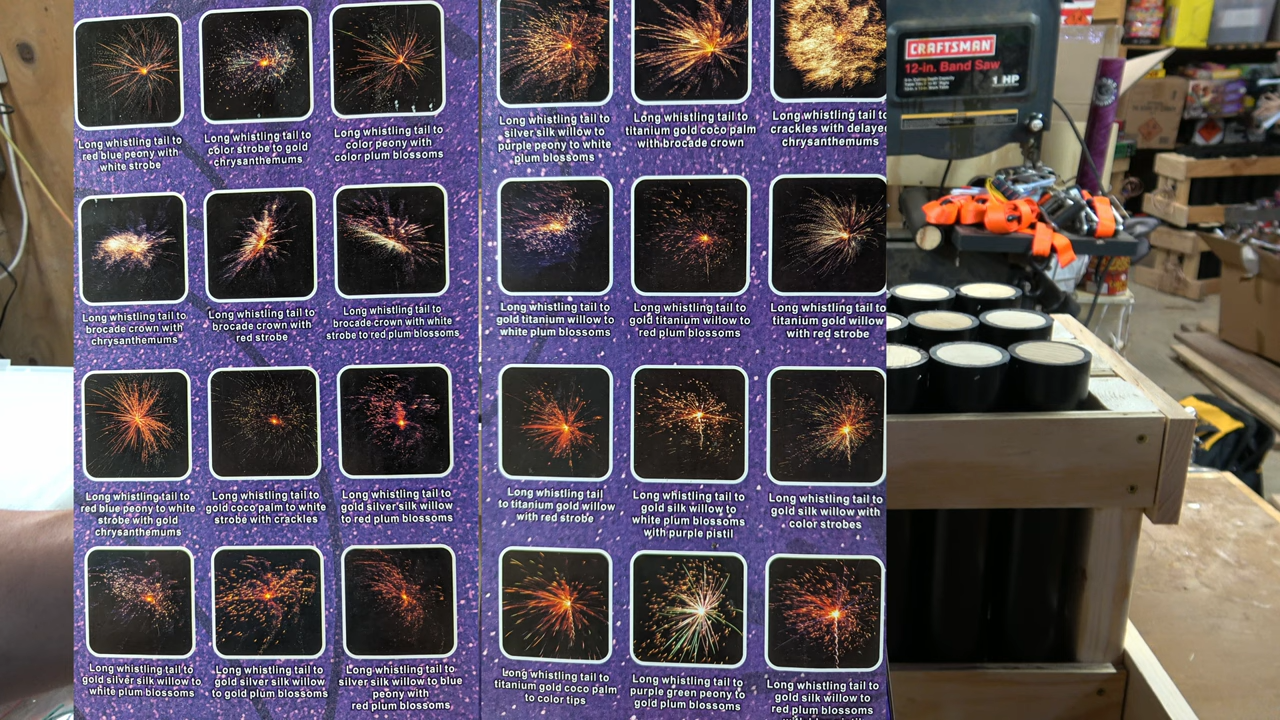 Long whistling tail to
red blue peony with
white strobe
Long whistling tail to
color strobe to gold
chrysanthemums
Long whistling tail to
color peony with
color plum blossoms
Long whistling tail to
brocade crown with
chrysanthemums
Long whistling tail to
brocade crown with
red strobe
Long whistling tail to
brocade crown with white
strobe to red plum blossoms
Long whistling tail to
red blue peony to white
strobe with gold
chrysanthemums
Long whistling tail to
gold coco palm to white
strobe with crackles
Long whistling tail to
gold silver silk willow
to red plum blossoms
Long whistling tail to
gold silver silk willow to
white plum blossoms
Long whistling tail to
gold silver silk willow
to gold plum blossoms
Long whistling tail to
silver silk willow to blue
peony with
red plum blossoms
Long whistling tail to
silver silk willow to
purple peony to white
plum blossoms
Long whistling tail to
titanium gold coco palm
with brocade crown
Long whistling tail to
crackles with delayed
chrysanthemums
Long whistling tail to
gold titanium willow to
white plum blossoms
Long whistling tail to
gold titanium willow to
red plum blossoms
Long whistling tail to
titanium gold willow
with red strobe
Long whistling tail
to titanium gold willow
with red strobe
Long whistling tail to
gold silk willow to
white plum blossoms
with purple pistil
Long whistling tail to
gold silk willow with
color strobes
Long whistling tail to
titanium gold coco palm
to color tips
Long whistling tail to
purple green peony to
gold plum blossoms
Long whistling tail to
gold silk willow to
red plum blossoms
CRAFTSMAN
12-in. Band Saw
1 HP